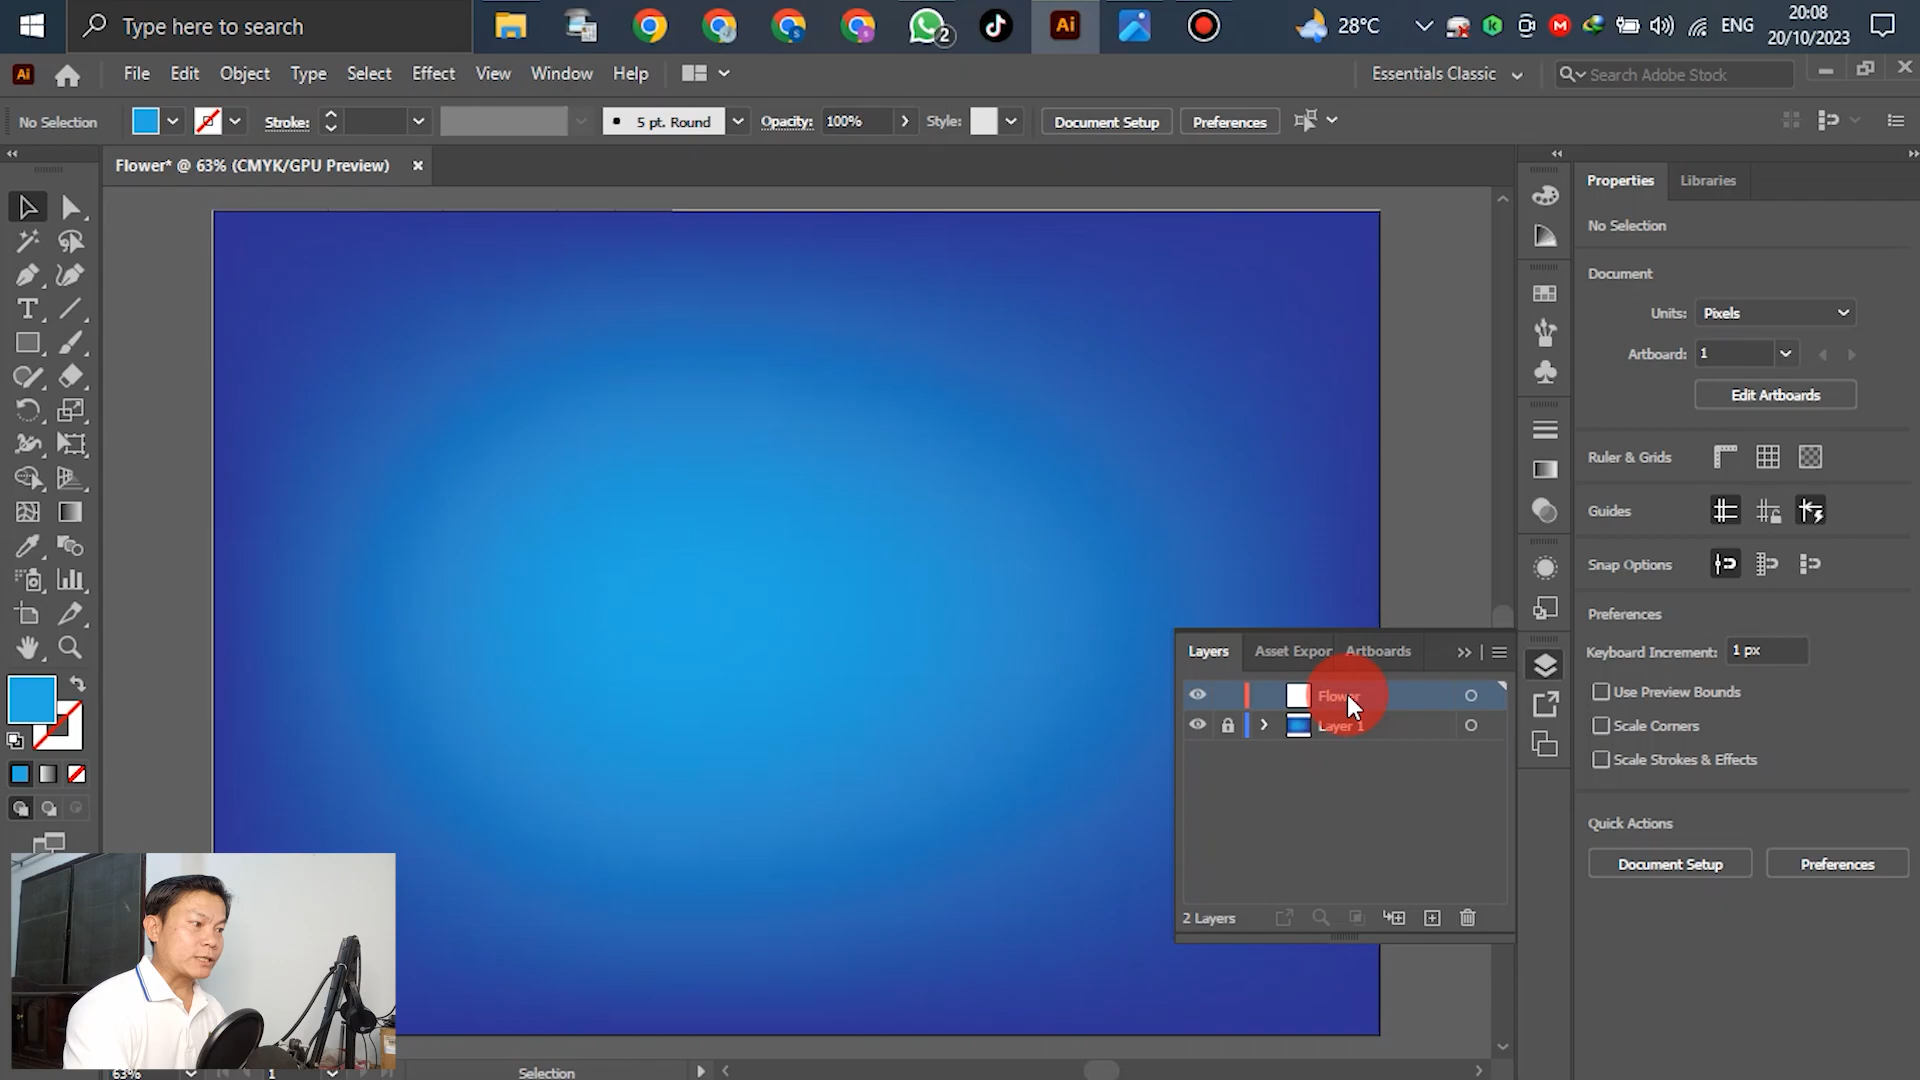 Type here to search
2
28°C
ENG
20:08
20/10/2023
Ai
File Edit Object Type Select Effect View Window Help
Essentials Classic
Search Adobe Stock
No Selection
Stroke:
5 pt. Round
Opacity: 100%
Style:
Document Setup
Preferences
Flower* @ 63% (CMYK/GPU Preview)
Properties
Libraries
No Selection
Document
Units: Pixels
Artboard: 1
Edit Artboards
Ruler & Grids
Guides
Snap Options
Preferences
Keyboard Increment: 1 px
Use Preview Bounds
Scale Corners
Scale Strokes & Effects
Quick Actions
Document Setup
Preferences
Layers
Asset Expor
Artboards
Flower
Layer 1
2 Layers
63%
1
Selection